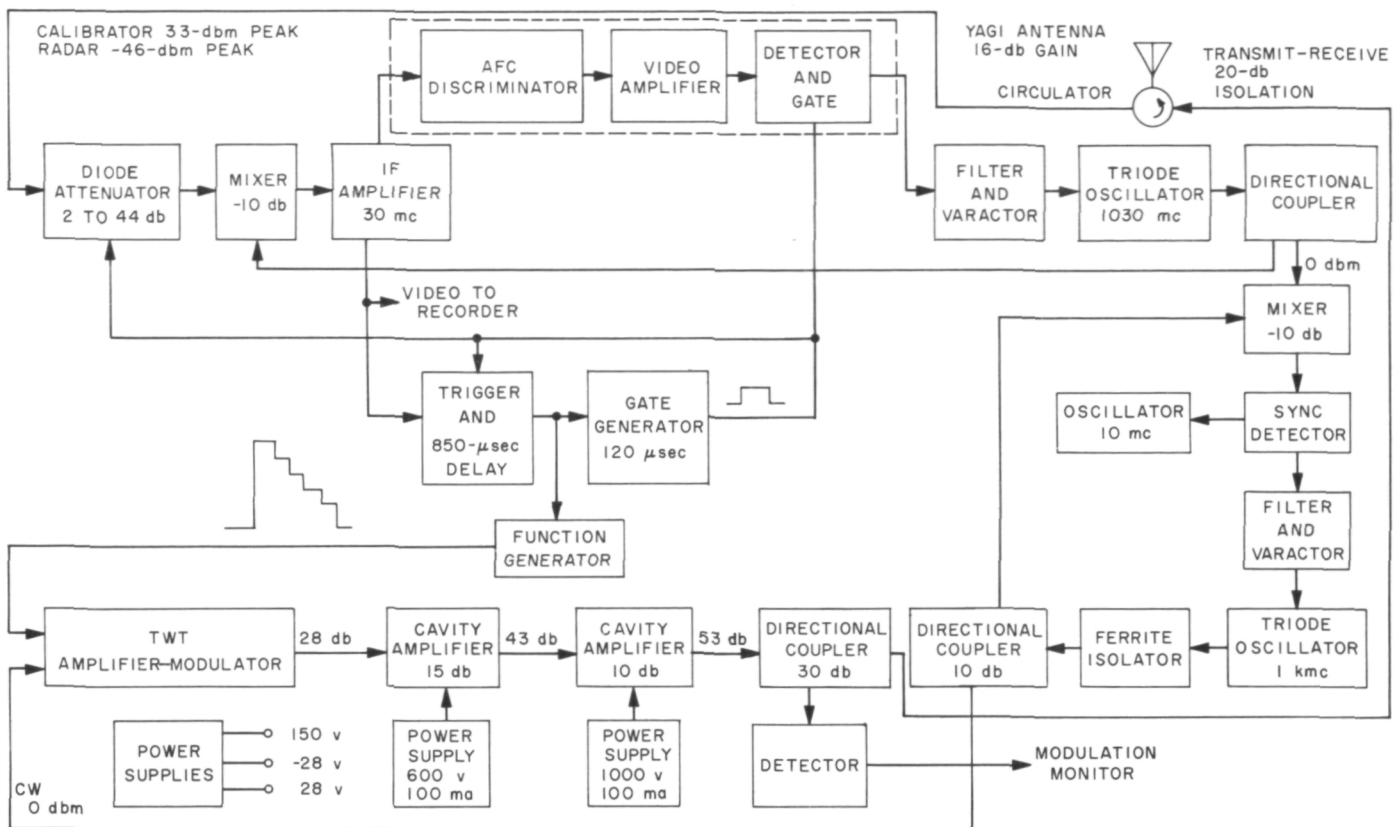 CALIBRATOR 33-dbm PEAK
RADAR -46-dbm PEAK
YAGI ANTENNA
16-db GAIN
TRANSMIT-RECEIVE
20-db
ISOLATION
CIRCULATOR
AFC
DISCRIMINATOR
VIDEO
AMPLIFIER
DETECTOR
AND
GATE
DIODE
ATTENUATOR
2 TO 44 db
MIXER
-10 db
IF
AMPLIFIER
30 mc
FILTER
AND
VARACTOR
TRIODE
OSCILLATOR
1030 mc
DIRECTIONAL
COUPLER
0 dbm
VIDEO TO
RECORDER
MIXER
-10 db
TRIGGER
AND
850-μsec
DELAY
GATE
GENERATOR
120 μsec
OSCILLATOR
10 mc
SYNC
DETECTOR
FUNCTION
GENERATOR
FILTER
AND
VARACTOR
TWT
AMPLIFIER-MODULATOR
28 db
CAVITY
AMPLIFIER
15 db
43 db
CAVITY
AMPLIFIER
10 db
53 db
DIRECTIONAL
COUPLER
30 db
DIRECTIONAL
COUPLER
10 db
FERRITE
ISOLATOR
TRIODE
OSCILLATOR
1 kmc
POWER
SUPPLIES
150 v
-28 v
28 v
POWER
SUPPLY
600 v
100 ma
POWER
SUPPLY
1000 v
100 ma
DETECTOR
MODULATION
MONITOR
CW
0 dbm